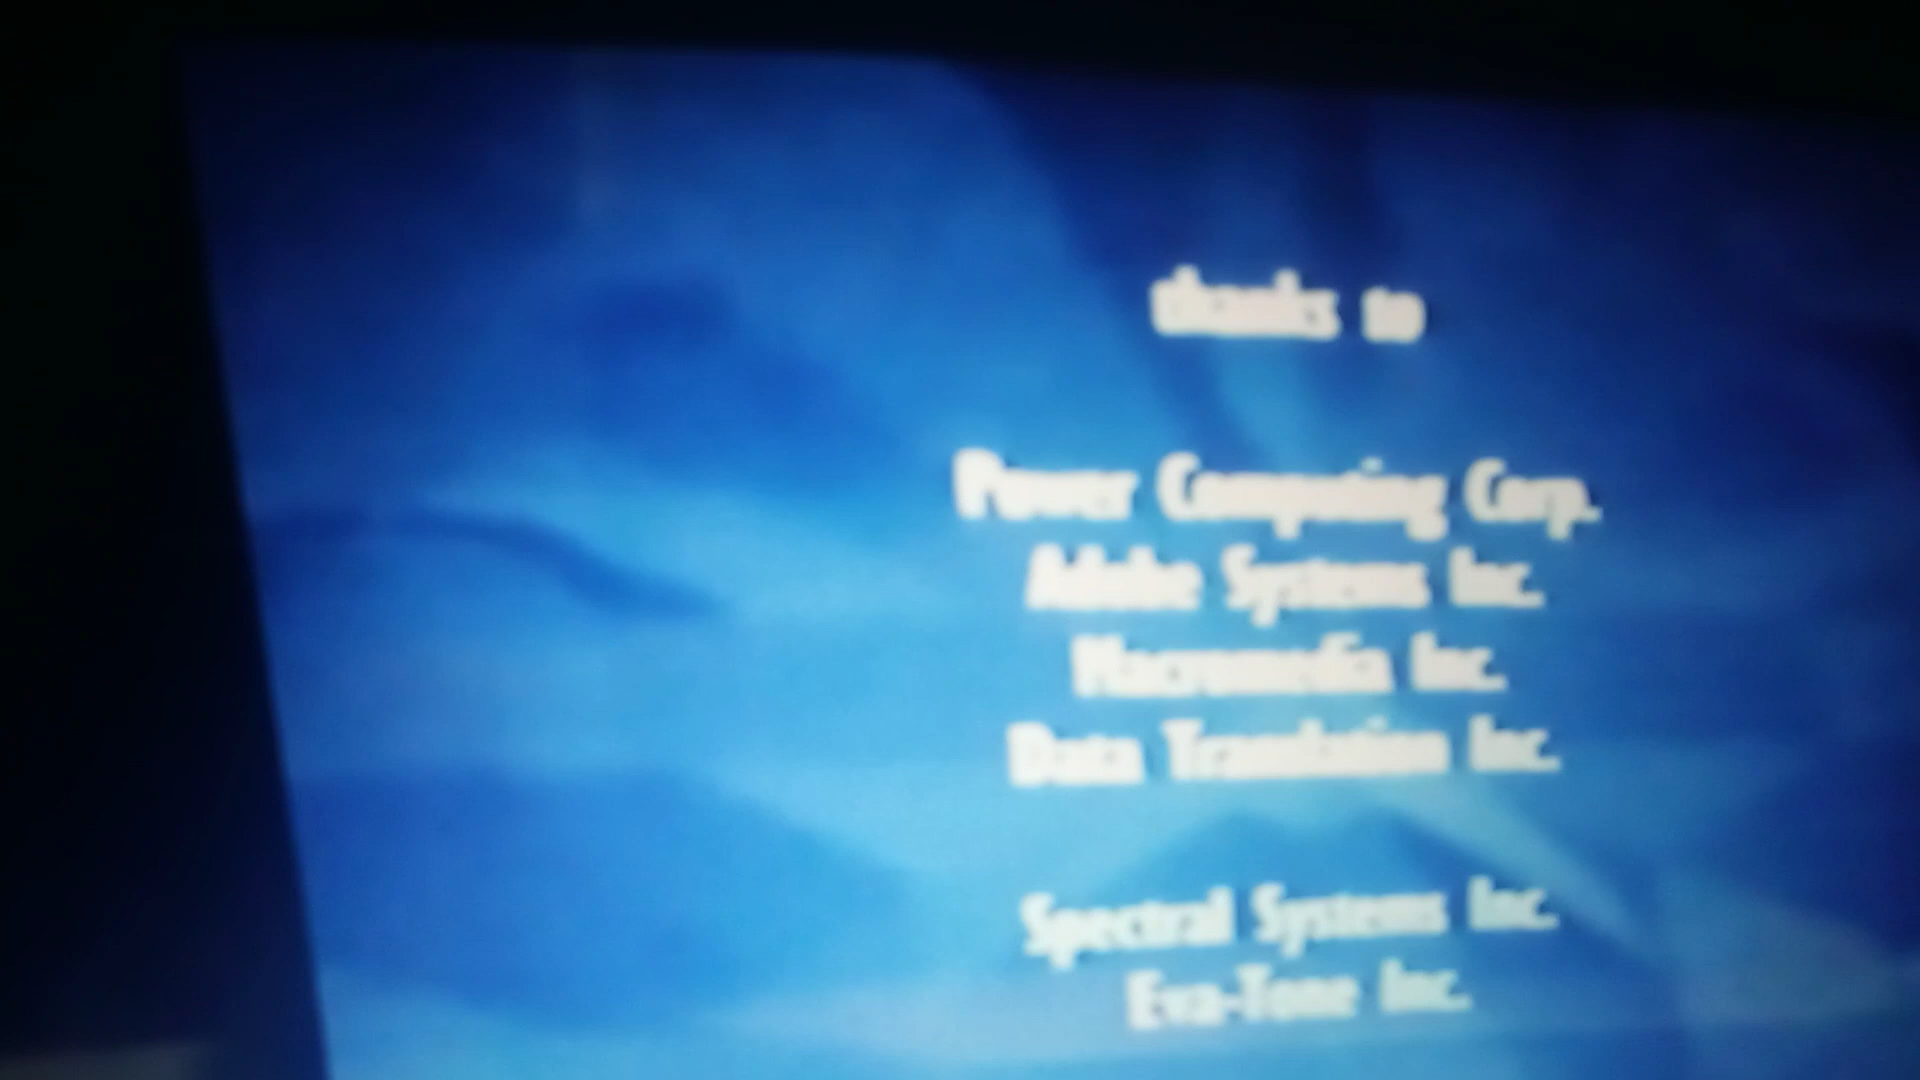 thanks to
Power Computing Corp.
Adobe Systems Inc.
Macromedia Inc.
Data Translation Inc.
Spectral Systems Inc.
Eva-Tone Inc.